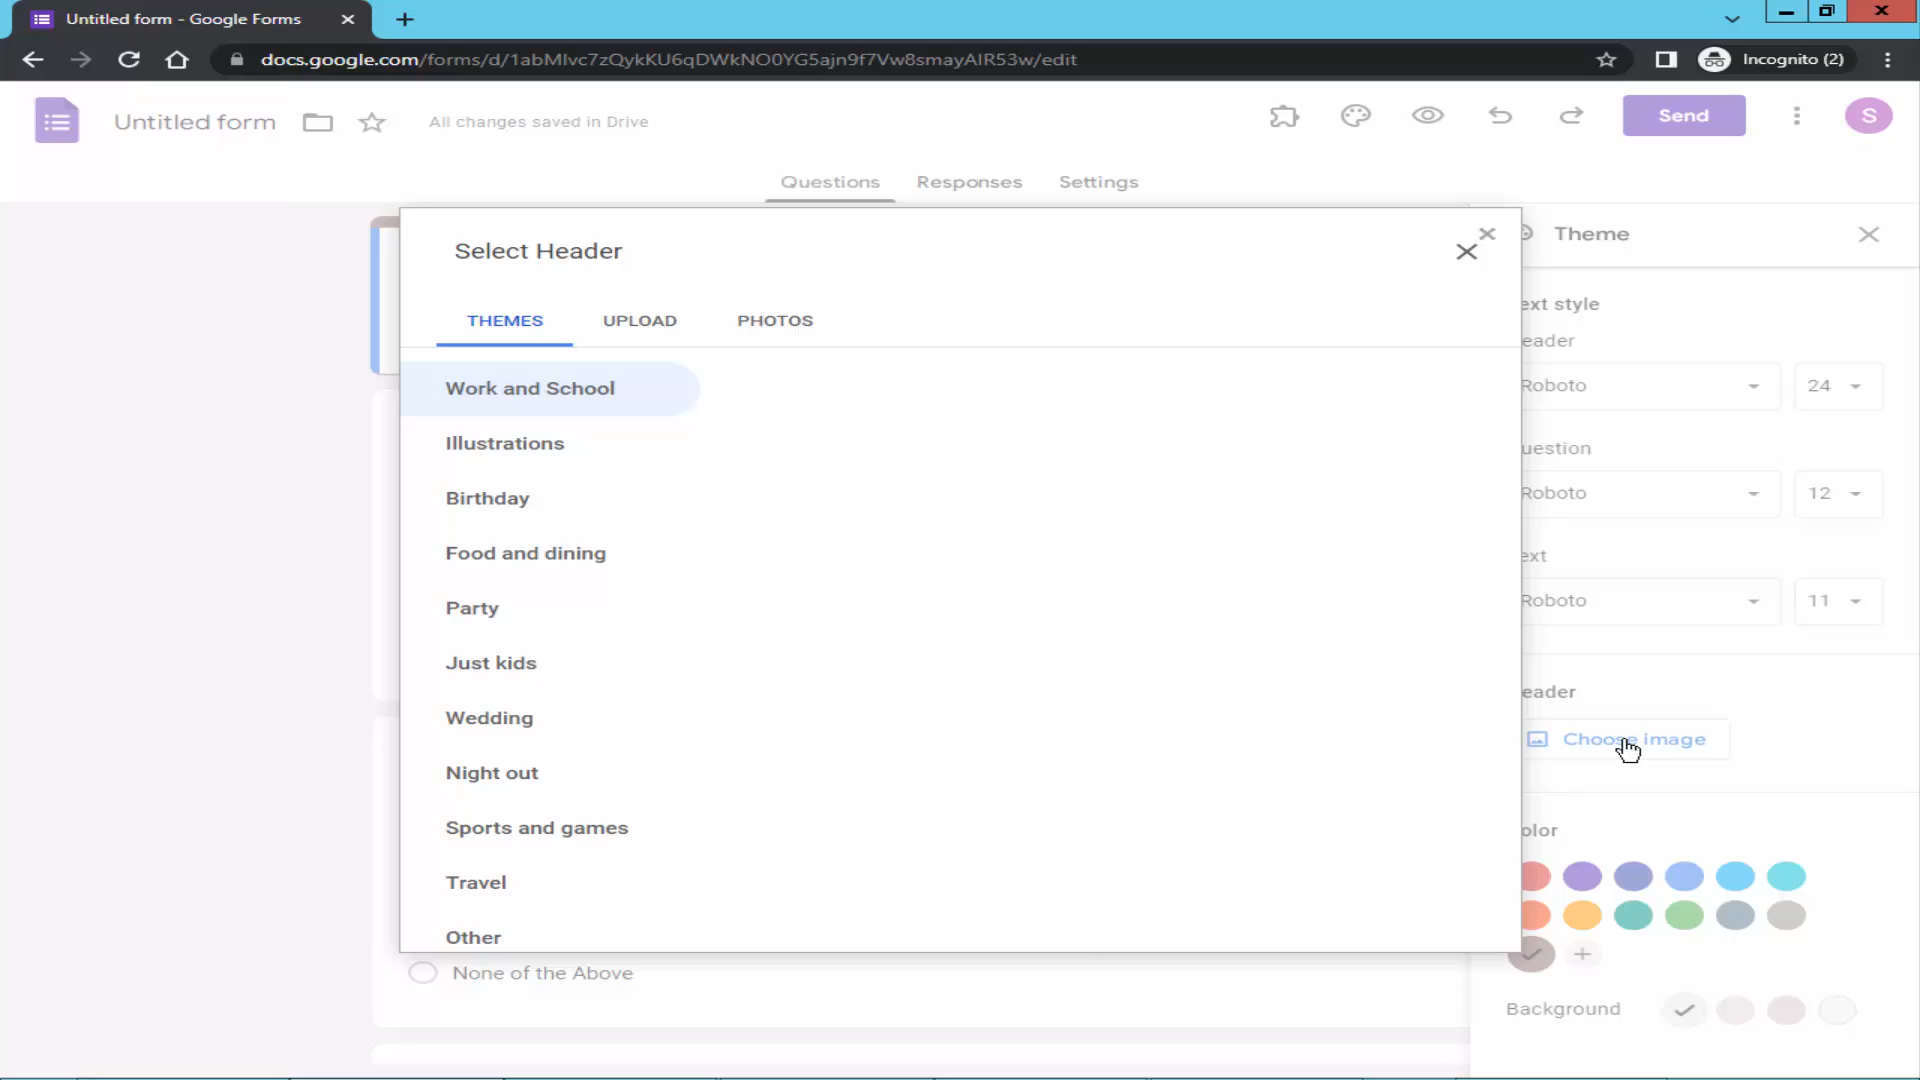 Untitled form - Google Forms
docs.google.com/forms/d/1abMlvc7zQykKU6qDWkNO0YG5ajn9f7Vw8smayAIR53w/edit
Incognito (2)
Untitled form
All changes saved in Drive
Send
S
Questions Responses Settings
Select Header
Theme
THEMES UPLOAD PHOTOS
ext style
eader
Work and School
Roboto 24
Illustrations
uestion
Birthday
Roboto 12
Food and dining
ext
Party
Roboto 11
Just kids
eader
Wedding
Choose image
Night out
Sports and games
olor
Travel
Other
None of the Above
Background